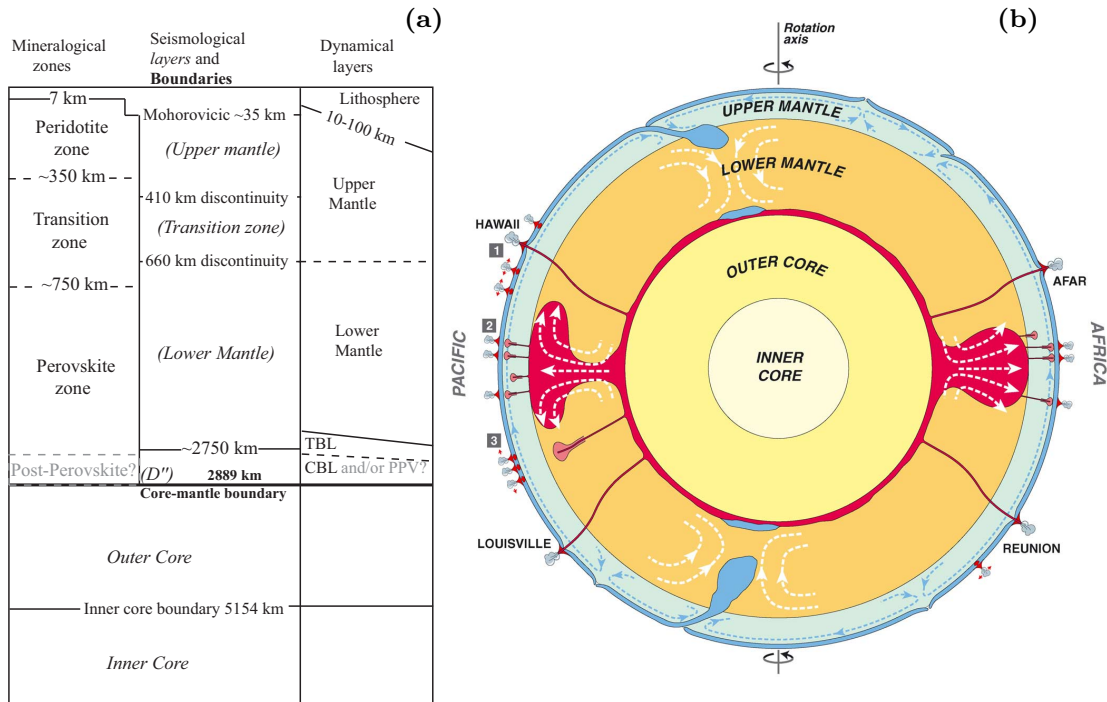 (a)
Mineralogical
zones
Seismological
layers and
Boundaries
Dynamical
layers
7 km
Peridotite
zone
~350 km
Transition
zone
~750 km
Perovskite
zone
Post-Perovskite?
Mohorovicic ~35 km
(Upper mantle)
410 km discontinuity
(Transition zone)
660 km discontinuity
(Lower Mantle)
~2750 km
(D'') 2889 km
Core-mantle boundary
Outer Core
Inner core boundary 5154 km
Inner Core
Lithosphere
10-100 km
Upper
Mantle
Lower
Mantle
TBL
CBL and/or PPV?
(b)
Rotation
axis
UPPER MANTLE
LOWER MANTLE
OUTER CORE
INNER
CORE
HAWAII
1
2
3
PACIFIC
LOUISVILLE
AFAR
AFRICA
REUNION